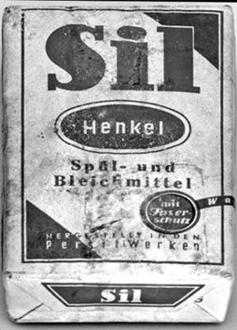 Sil
Henkel
Spül- und
Bleichmittel
mit
Faser-
schutz
HERGESTELLT IN DEN
Persil-Werken
Sil